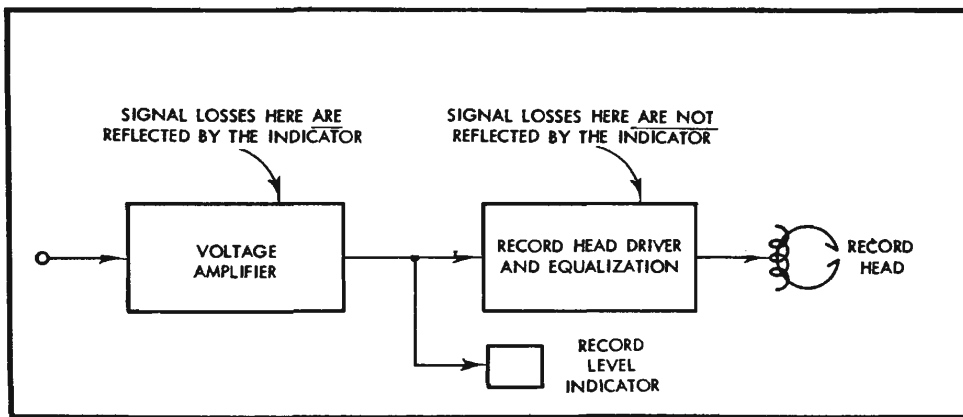 SIGNAL LOSSES HERE ARE
REFLECTED BY THE INDICATOR
SIGNAL LOSSES HERE ARE NOT
REFLECTED BY THE INDICATOR
VOLTAGE
AMPLIFIER
RECORD HEAD DRIVER
AND EQUALIZATION
RECORD
HEAD
RECORD
LEVEL
INDICATOR